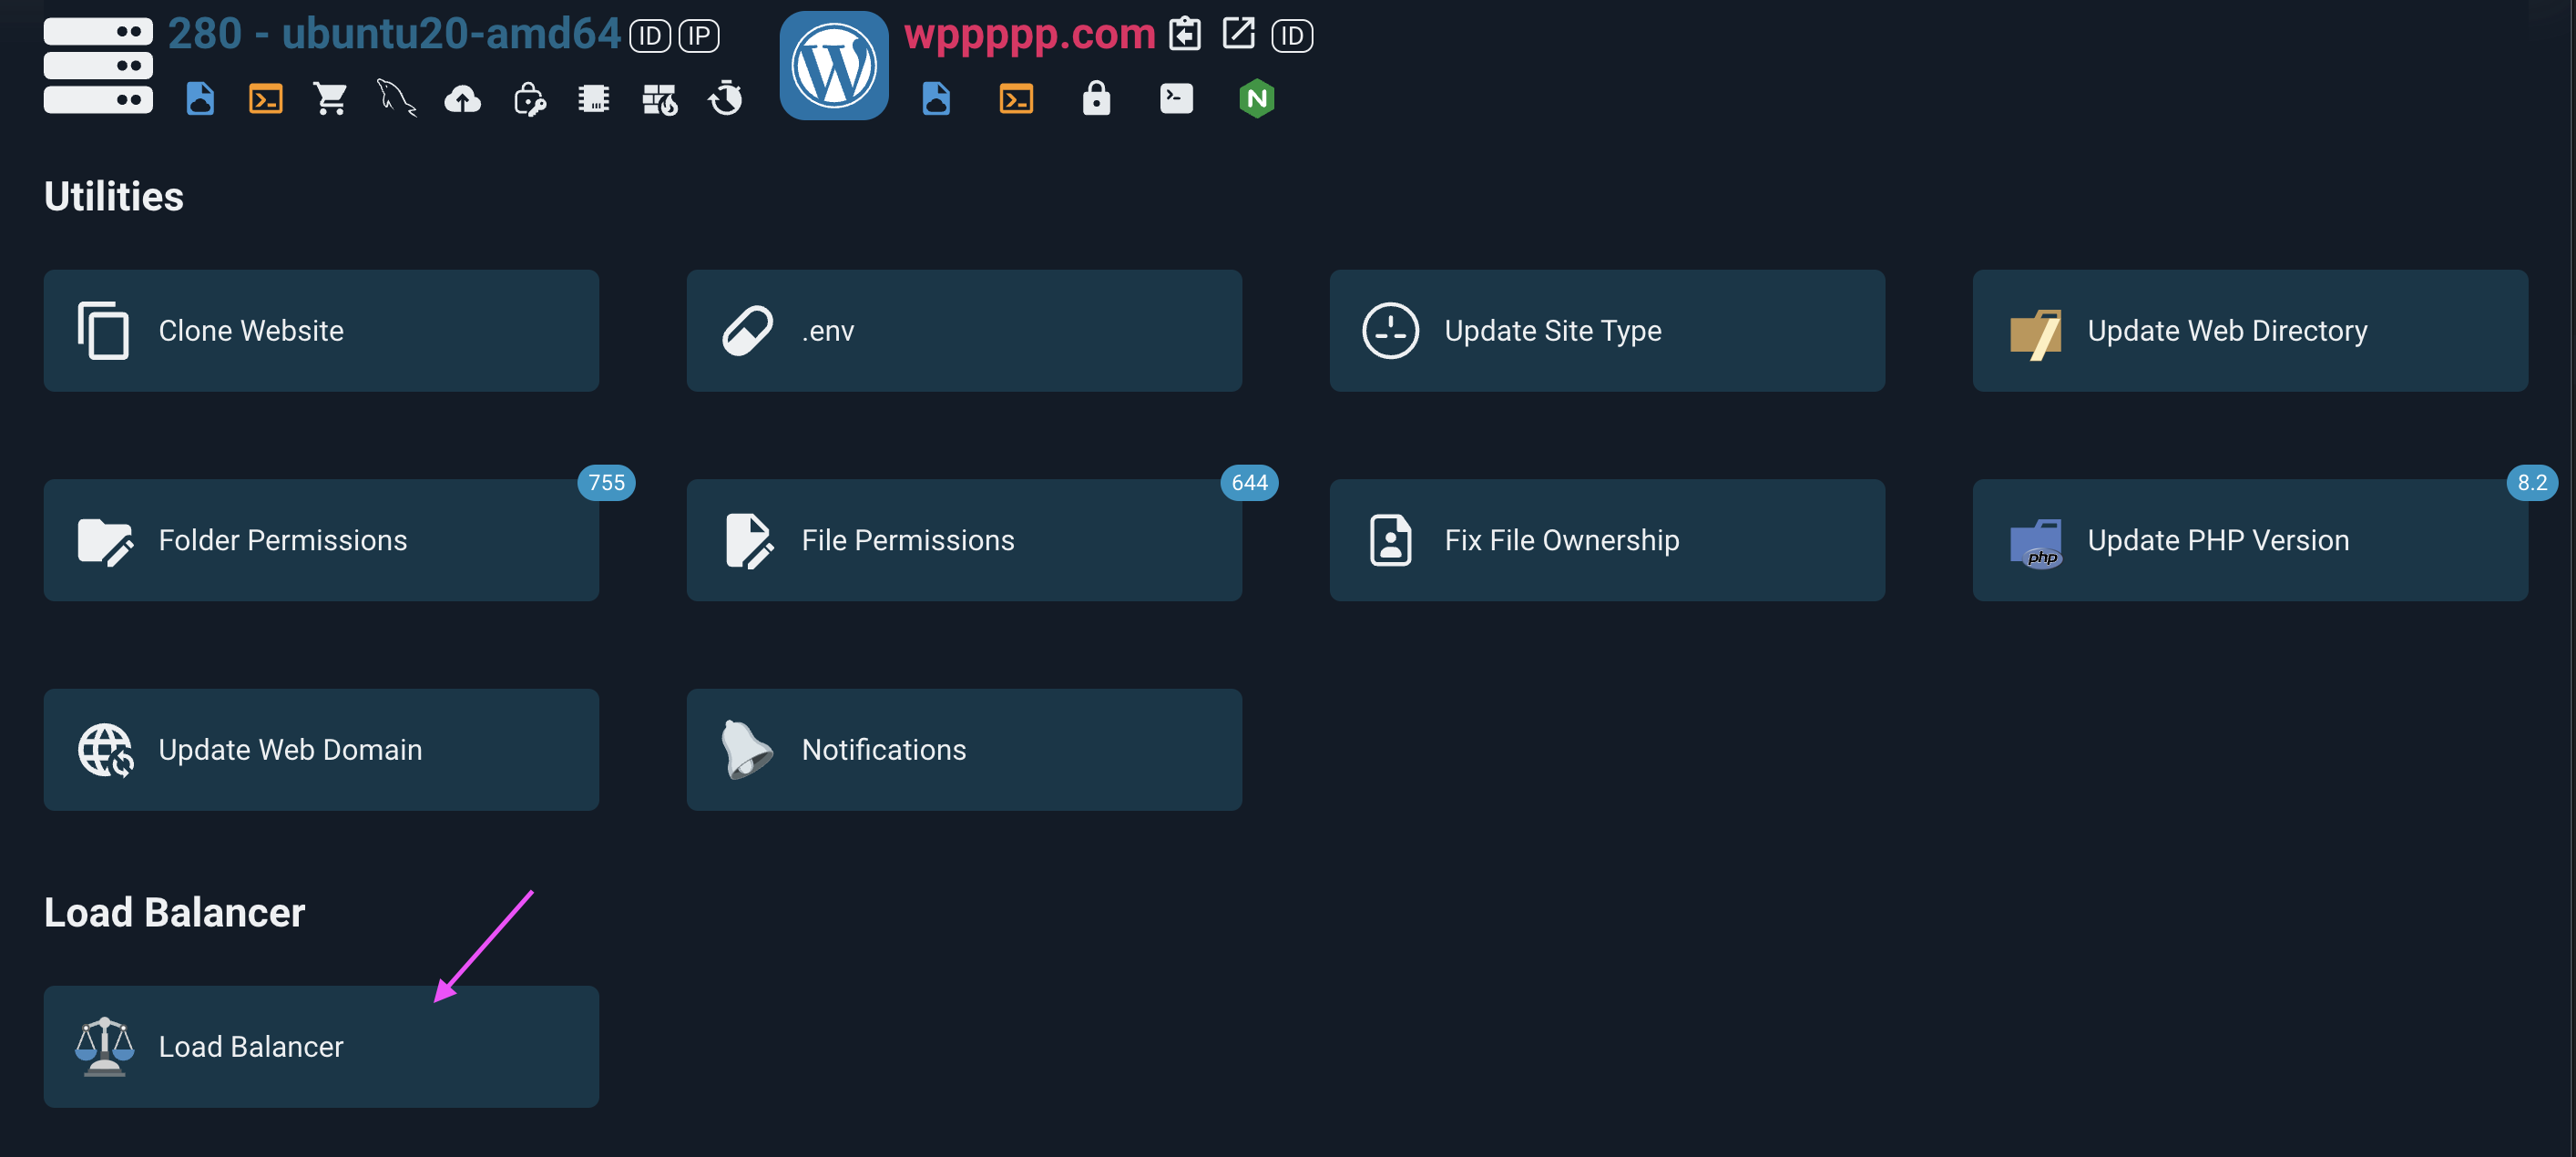 280 - ubuntu20-amd64 ID IP
wppppp.com ID
Utilities
Clone Website
.env
Update Site Type
Update Web Directory
755
Folder Permissions
644
File Permissions
Fix File Ownership
8.2
php
Update PHP Version
Update Web Domain
Notifications
Load Balancer
Load Balancer